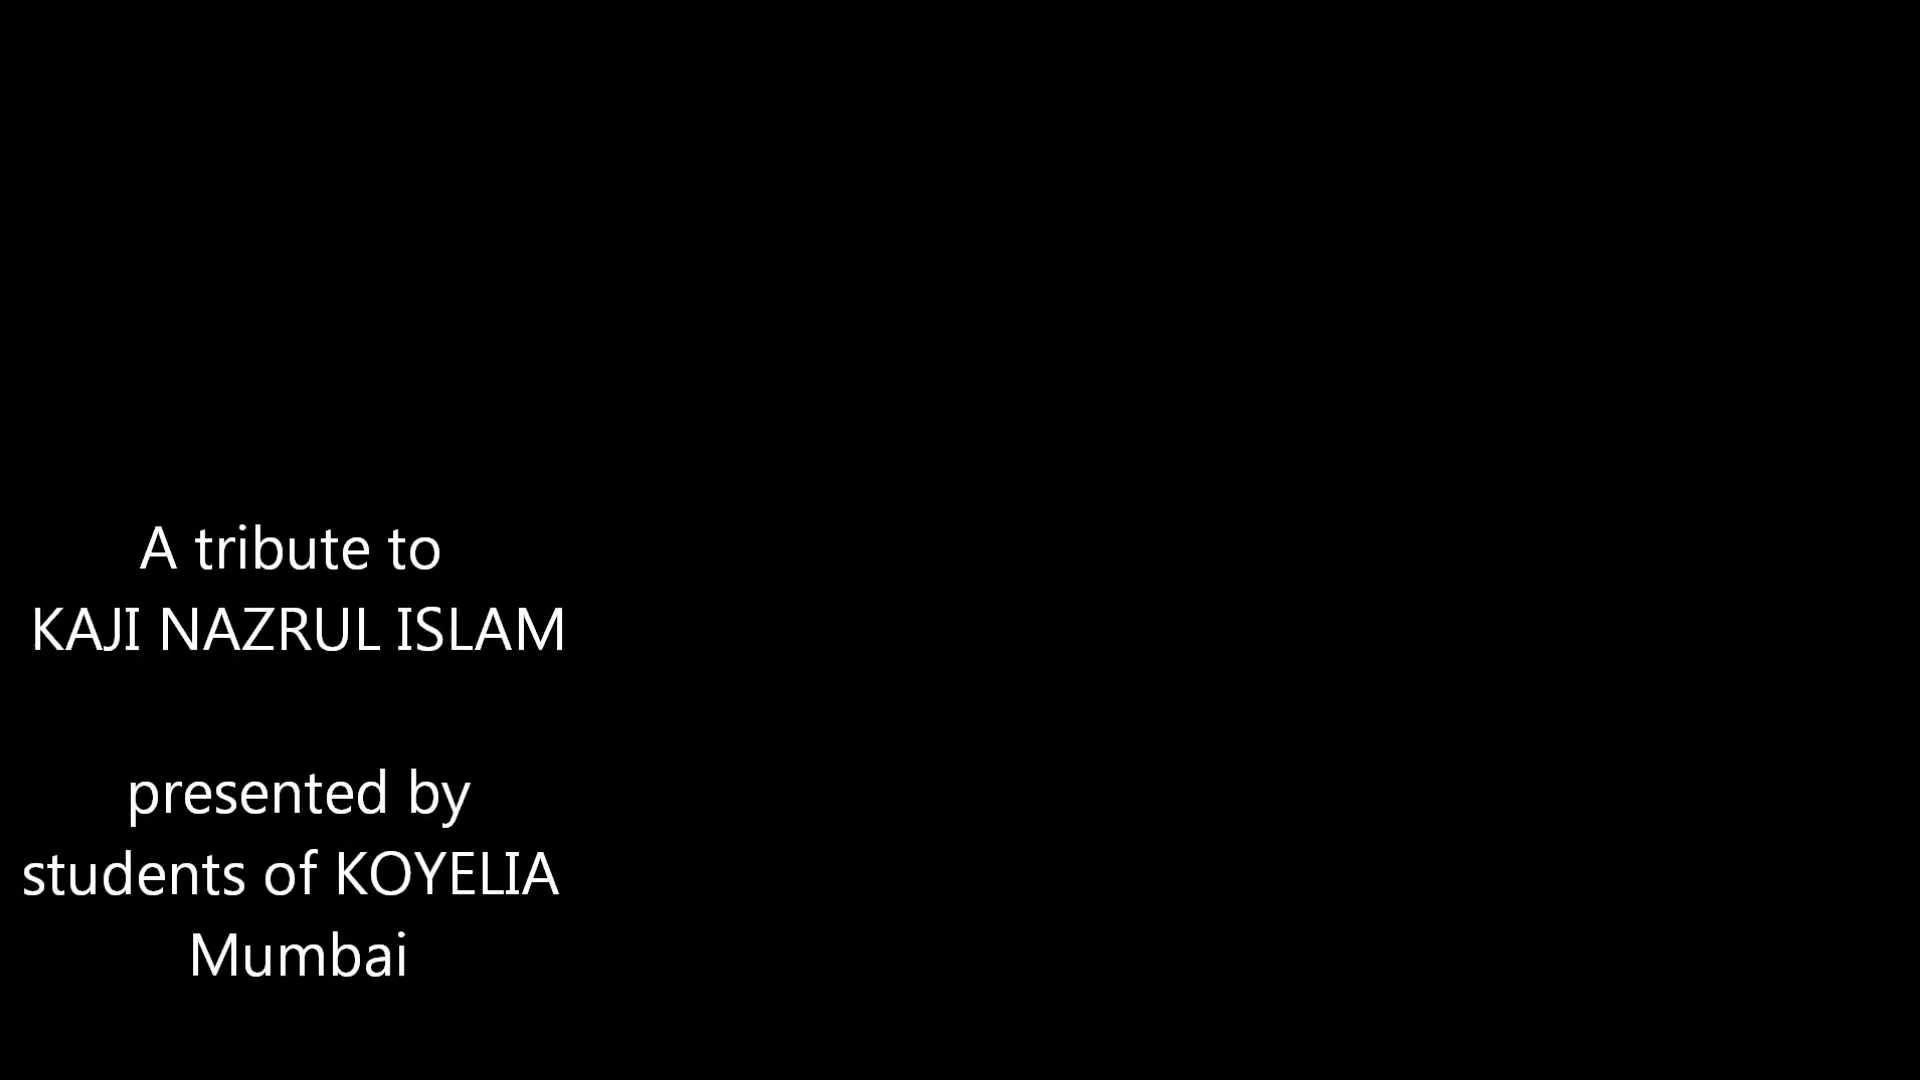 A tribute to
KAJI NAZRUL ISLAM
presented by
students of KOYELIA
Mumbai